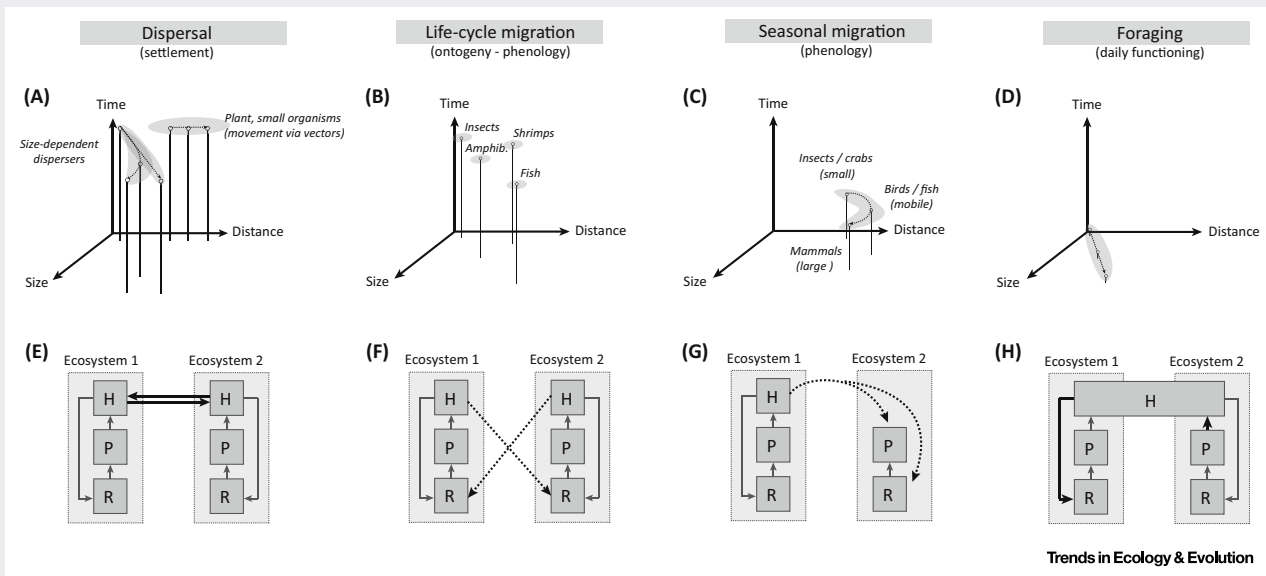 Dispersal
(settlement)
Life-cycle migration
(ontogeny - phenology)
Seasonal migration
(phenology)
Foraging
(daily functioning)
(A)
Time
Size-dependent
dispersers
Plant, small organisms
(movement via vectors)
Distance
Size
(B)
Time
Insects
Amphib.
Shrimps
Fish
Distance
Size
(C)
Time
Insects / crabs
(small)
Birds / fish
(mobile)
Mammals
(large )
Distance
Size
(D)
Time
Distance
Size
(E)
Ecosystem 1
Ecosystem 2
H
H
P
P
R
R
(F)
Ecosystem 1
Ecosystem 2
H
H
P
P
R
R
(G)
Ecosystem 1
Ecosystem 2
H
P
P
R
R
(H)
Ecosystem 1
Ecosystem 2
H
P
P
R
R
Trends in Ecology & Evolution